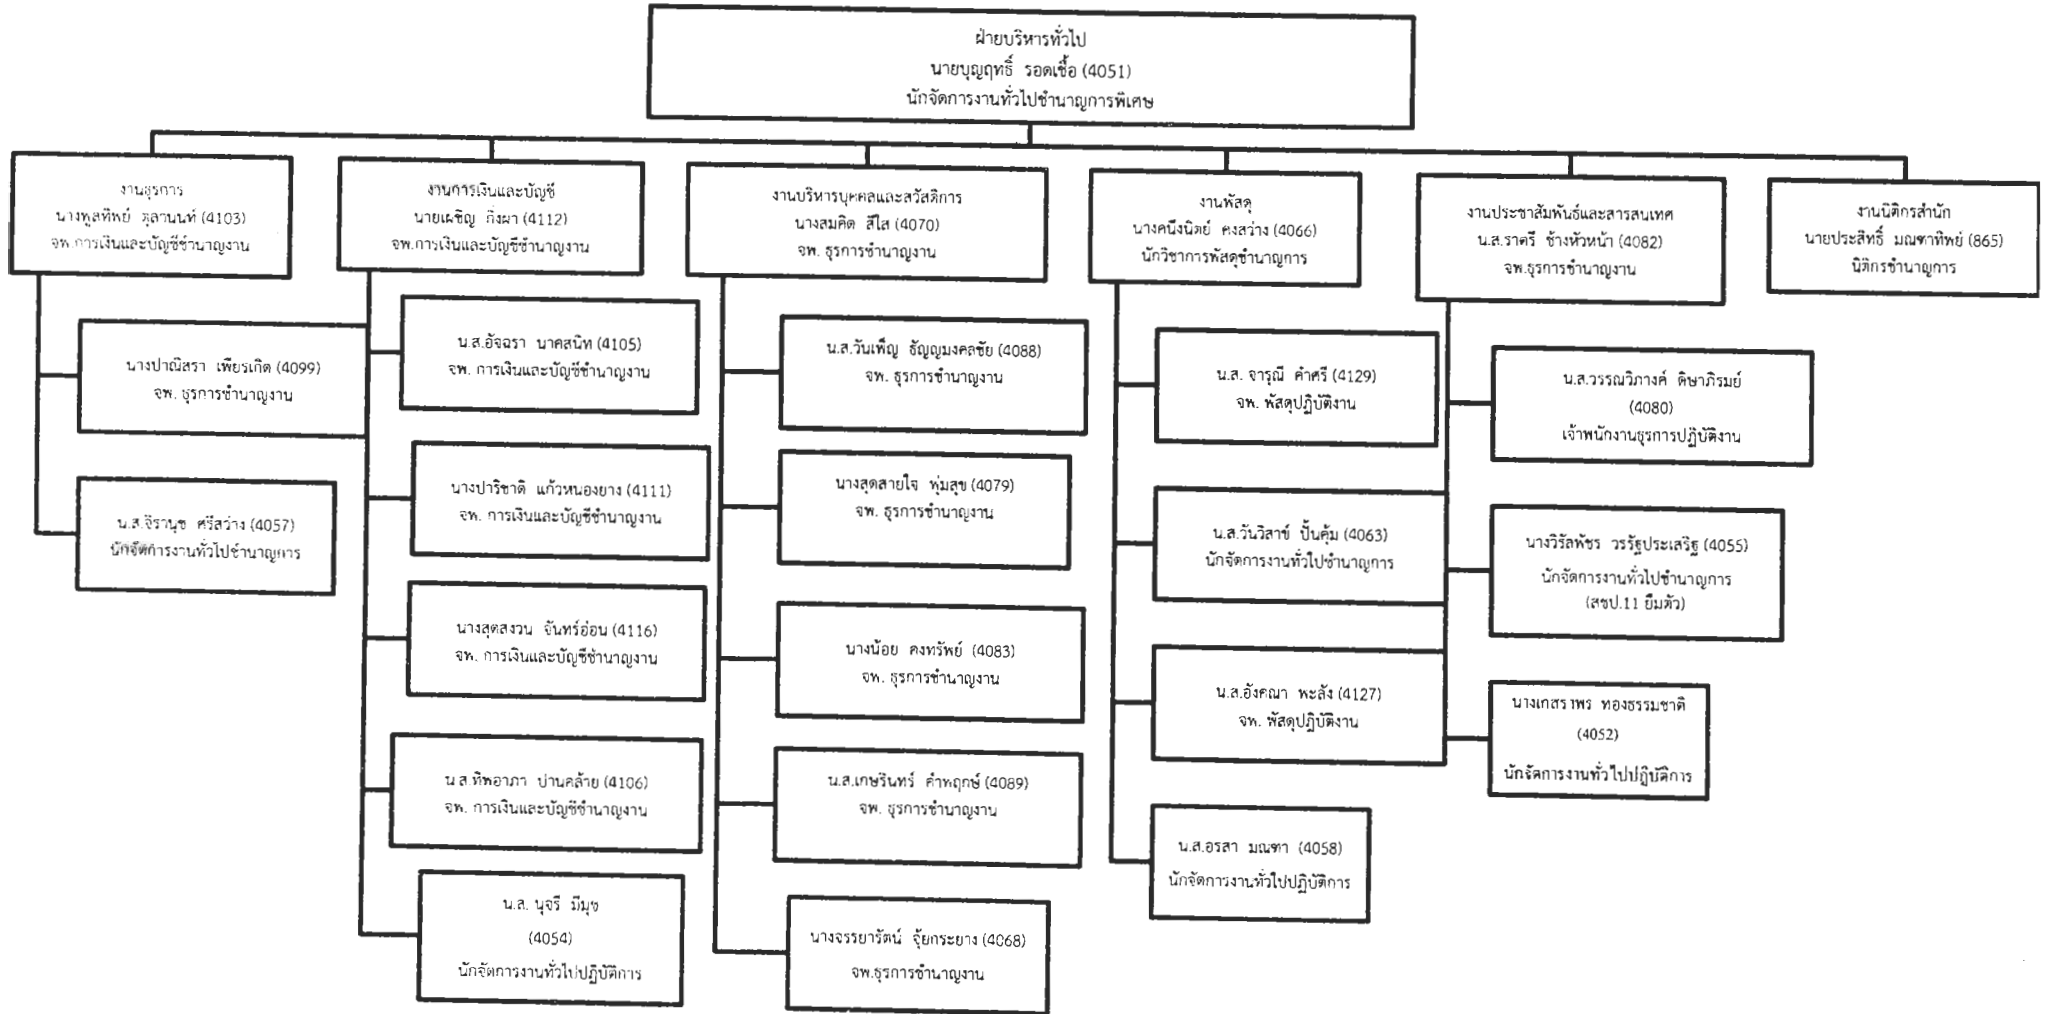 ฝ่ายบริหารทั่วไป
นายบุญฤทธิ์ รอดเชื้อ (4051)
นักจัดการงานทั่วไปชำนาญการพิเศษ
งานธุรการ
นางพูลทิพย์ ตุลานนท์ (4103)
จพ.การเงินและบัญชีชำนาญงาน
นางปาณิสรา เพียรเกิด (4099)
จพ. ธุรการชำนาญงาน
น.ส.จิรานุช ศรีสว่าง (4057)
นักจัดการงานทั่วไปชำนาญการ
งานการเงินและบัญชี
นายเผชิญ กิ่งผา (4112)
จพ.การเงินและบัญชีชำนาญงาน
น.ส.อัจฉรา นาคสนิท (4105)
จพ. การเงินและบัญชีชำนาญงาน
นางปาริชาติ แก้วหนองยาง (4111)
จพ. การเงินและบัญชีชำนาญงาน
นางสุดสงวน จันทร์อ่อน (4116)
จพ. การเงินและบัญชีชำนาญงาน
น.ส.ทิพอาภา ปานคล้าย (4106)
จพ. การเงินและบัญชีชำนาญงาน
น.ส. นุจรี มีมุข
(4054)
นักจัดการงานทั่วไปปฏิบัติการ
งานบริหารบุคคลและสวัสดิการ
นางสมคิด สีใส (4070)
จพ. ธุรการชำนาญงาน
น.ส.วันเพ็ญ ธัญญมงคลชัย (4088)
จพ. ธุรการชำนาญงาน
นางสุดสายใจ พุ่มสุข (4079)
จพ. ธุรการชำนาญงาน
นางน้อย คงทรัพย์ (4083)
จพ. ธุรการชำนาญงาน
น.ส.เกษรินทร์ คำพฤกษ์ (4089)
จพ. ธุรการชำนาญงาน
นางจรรยารัตน์ จุ้ยกระยาง (4068)
จพ.ธุรการชำนาญงาน
งานพัสดุ
นางคนึงนิตย์ คงสว่าง (4066)
นักวิชาการพัสดุชำนาญการ
น.ส. จารุณี คำศรี (4129)
จพ. พัสดุปฏิบัติงาน
น.ส.วันวิสาข์ ปั้นคุ้ม (4063)
นักจัดการงานทั่วไปชำนาญการ
น.ส.อังคณา พะลัง (4127)
จพ. พัสดุปฏิบัติงาน
น.ส.อรสา มณฑา (4058)
นักจัดการงานทั่วไปปฏิบัติการ
งานประชาสัมพันธ์และสารสนเทศ
น.ส.ราตรี ช้างหัวหน้า (4082)
จพ.ธุรการชำนาญงาน
น.ส.วรรณวิภางค์ ดิษาภิรมย์
(4080)
เจ้าพนักงานธุรการปฏิบัติงาน
นางวิรัลพัชร วรรัฐประเสริฐ (4055)
นักจัดการงานทั่วไปชำนาญการ
(สชป.11 ยืมตัว)
นางเกสราพร ทองธรรมชาติ
(4052)
นักจัดการงานทั่วไปปฏิบัติการ
งานนิติกรสำนัก
นายประสิทธิ์ มณฑาทิพย์ (865)
นิติกรชำนาญการ